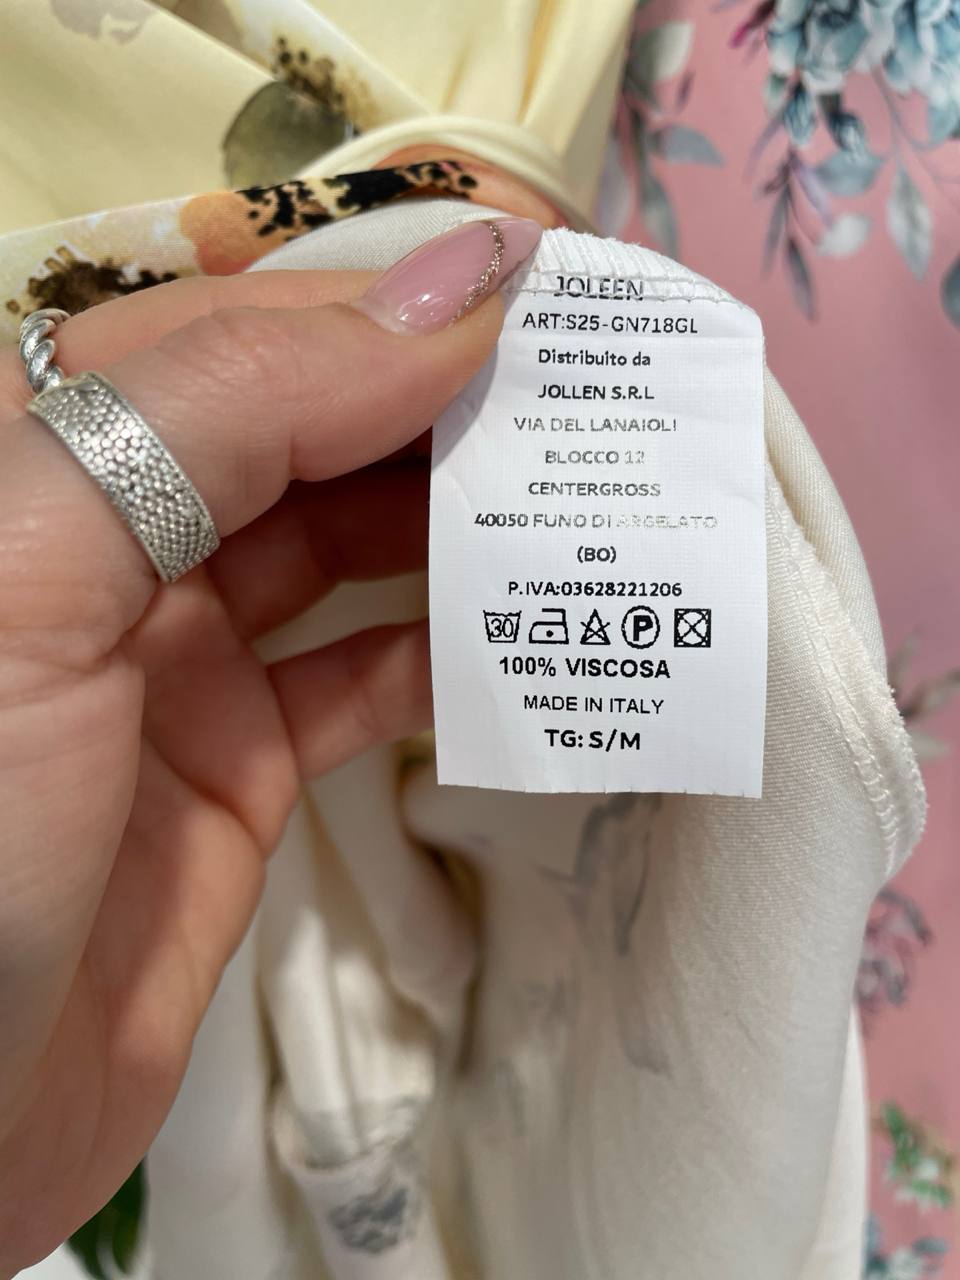 JOLEEN
ART:S25-GN718GL
Distribuito da
JOLLEN S.R.L
VIA DEL LANAIOLI
BLOCCO 12
CENTERGROSS
40050 FUNO DI ARGELATO
(BO)
P.IVA:03628221206
30 P
100% VISCOSA
MADE IN ITALY
TG: S/M